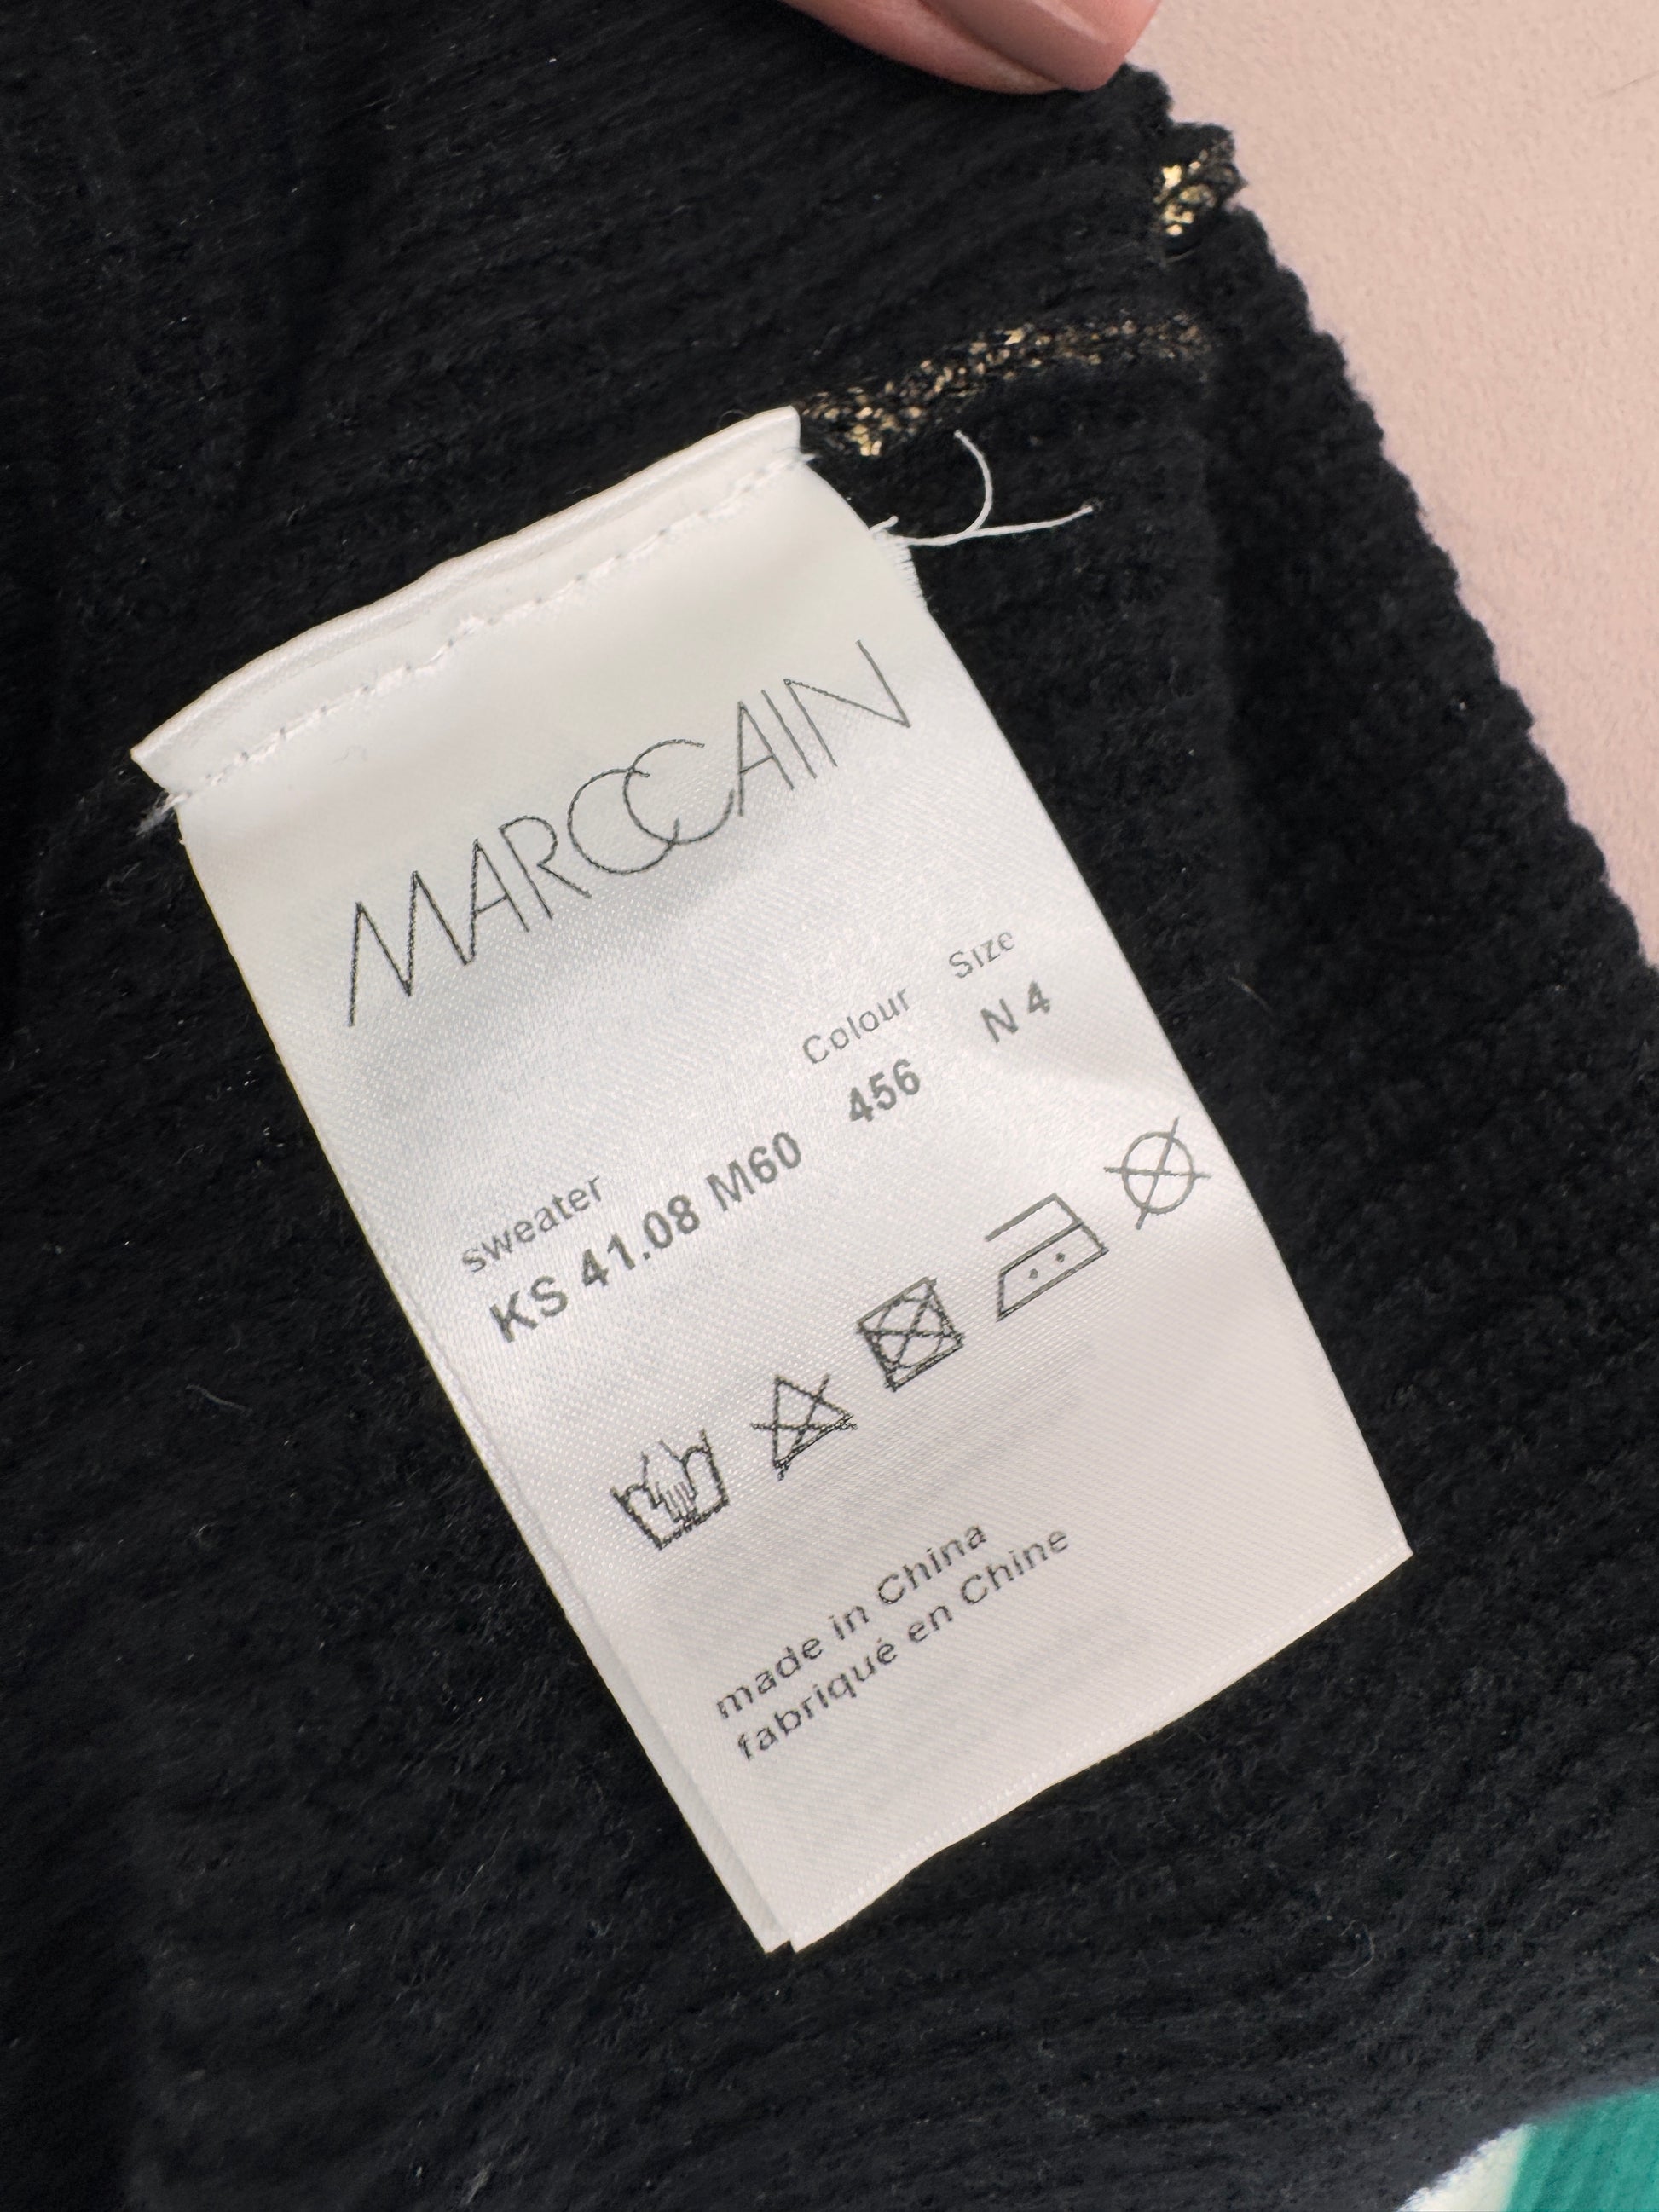 MARCCAIN
sweater Colour Size
KS 41.08 M60 456 N 4
made in China
fabriqué en Chine